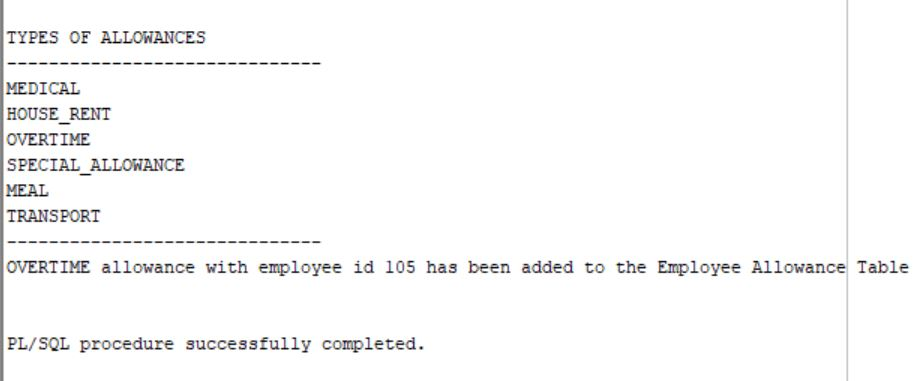 TYPES OF ALLOWANCES
------------------------------
MEDICAL
HOUSE_RENT
OVERTIME
SPECIAL_ALLOWANCE
MEAL
TRANSPORT
------------------------------
OVERTIME allowance with employee id 105 has been added to the Employee Allowance Table
PL/SQL procedure successfully completed.